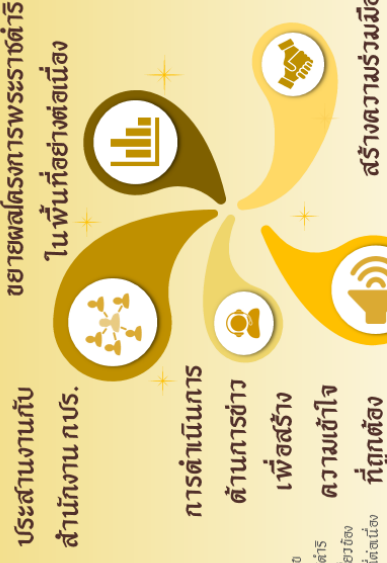 ขยายผลโครงการพระราชดำริ
ในพื้นที่อย่างต่อเนื่อง
ประสานงานกับ
สำนักงาน กปร.
การดำเนินการ
ด้านการข่าว
เพื่อสร้าง
ความเข้าใจ
ที่ถูกต้อง
สร้างความร่วมมือ